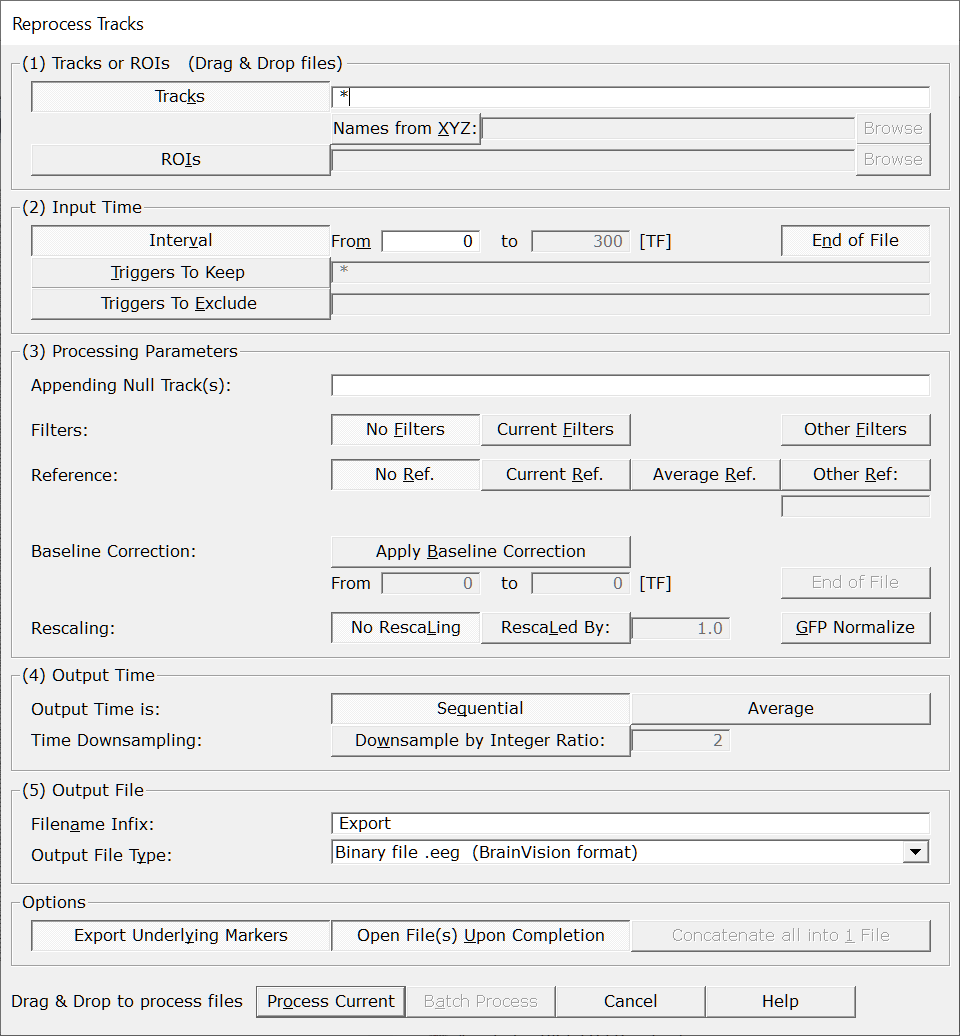 Reprocess Tracks
(1) Tracks or ROIs (Drag & Drop files)
Tracks *
Names from XYZ: Browse
ROIs Browse
(2) Input Time
Interval From 0 to 300 [TF] End of File
Triggers To Keep *
Triggers To Exclude
(3) Processing Parameters
Appending Null Track(s):
Filters: No Filters Current Filters Other Filters
Reference: No Ref. Current Ref. Average Ref. Other Ref:
Baseline Correction: Apply Baseline Correction
From 0 to 0 [TF] End of File
Rescaling: No RescaLing RescaLed By: 1.0 GFP Normalize
(4) Output Time
Output Time is: Sequential Average
Time Downsampling: Downsample by Integer Ratio: 2
(5) Output File
Filename Infix: Export
Output File Type: Binary file .eeg (BrainVision format)
Options
Export Underlying Markers Open File(s) Upon Completion Concatenate all into 1 File
Drag & Drop to process files Process Current Batch Process Cancel Help